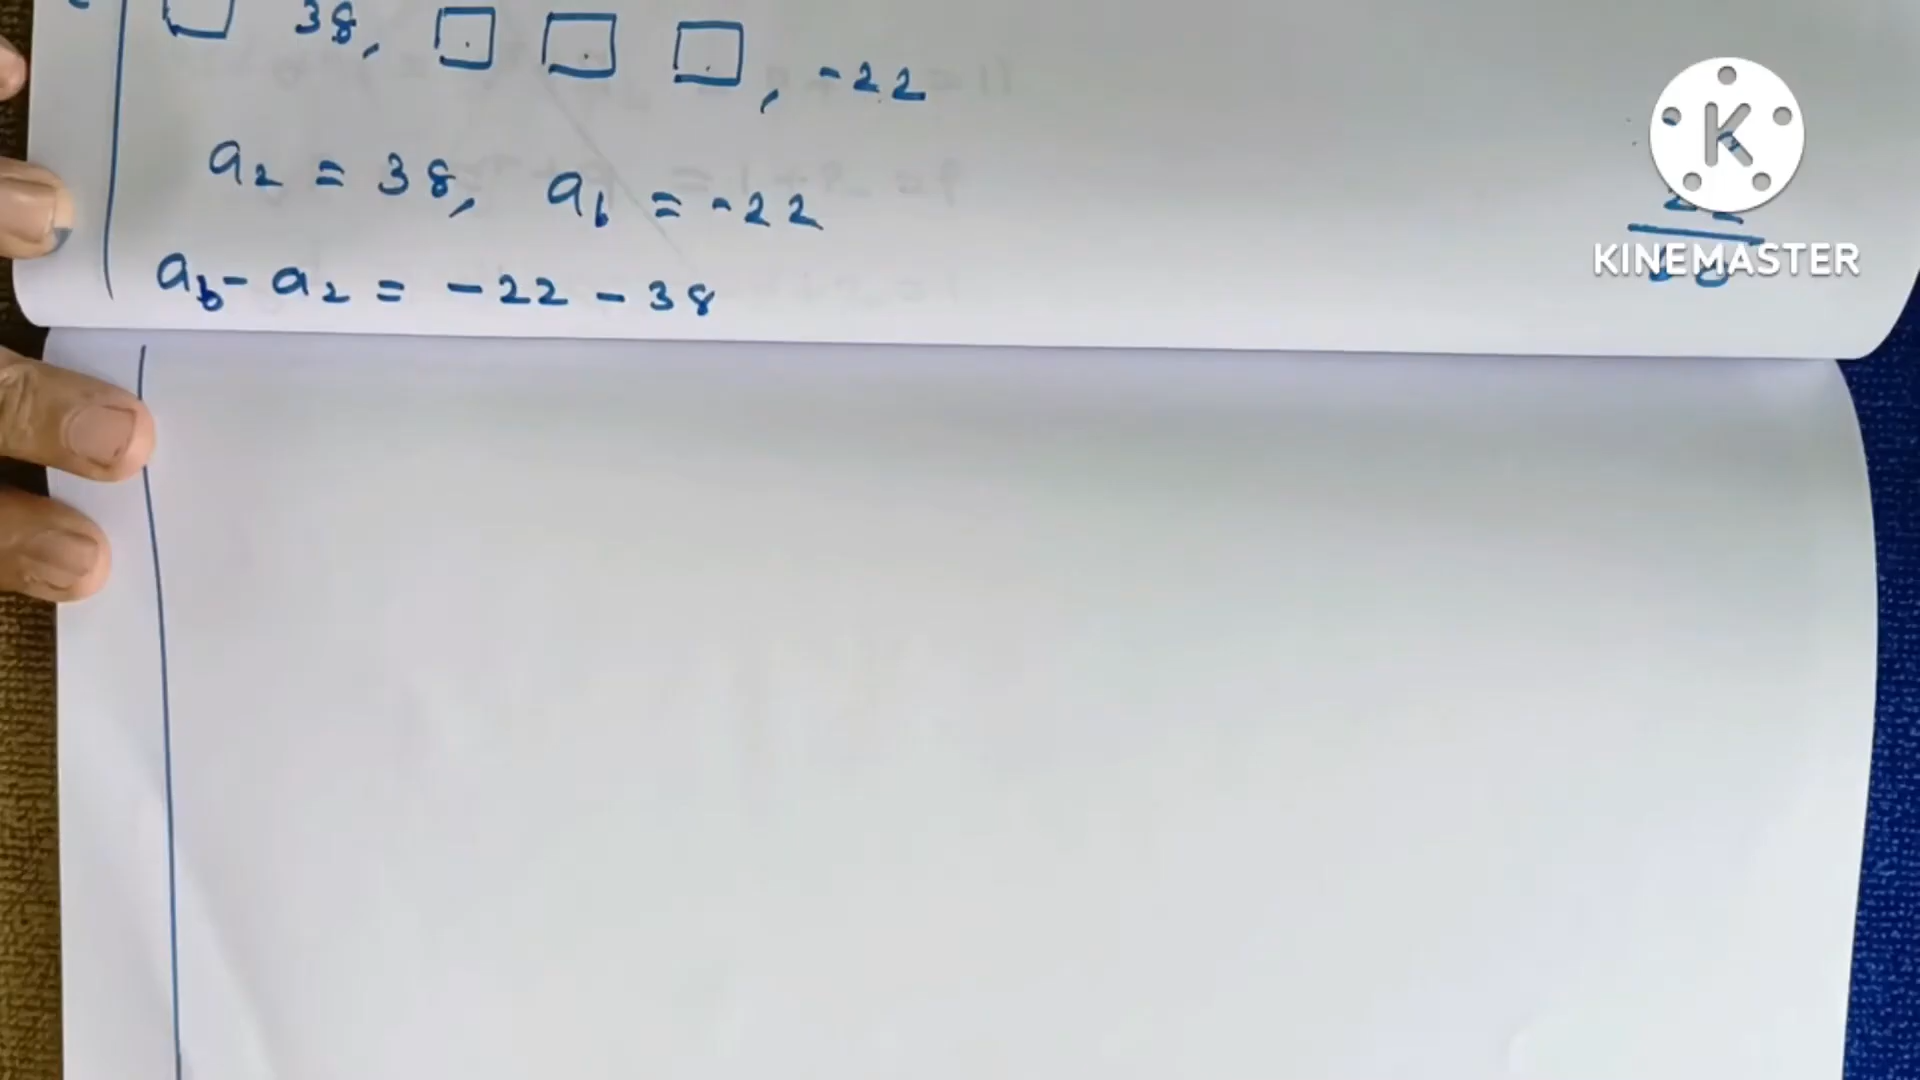 38, □ □ □, -22
a₂ = 38, a₆ = -22
a₆ - a₂ = -22 - 38
K
KINEMASTER